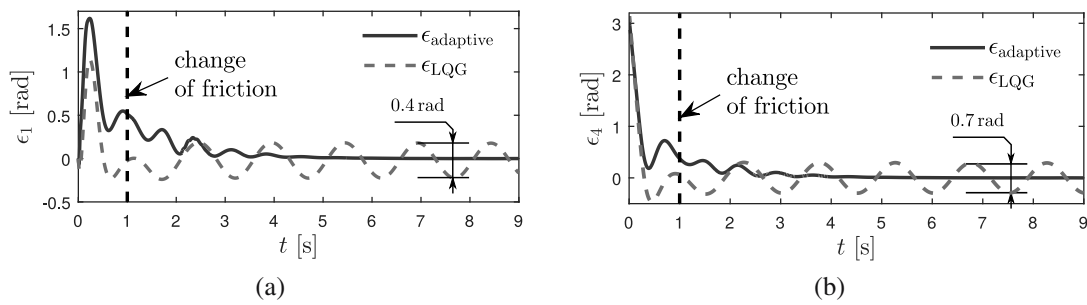 (a)
1.5
1
0.5
0
-0.5
ϵ1 [rad]
ϵadaptive
ϵLQG
change
of friction
0.4 rad
0 1 2 3 4 5 6 7 8 9
t [s]
(b)
3
2
1
0
ϵ4 [rad]
ϵadaptive
ϵLQG
change
of friction
0.7 rad
0 1 2 3 4 5 6 7 8 9
t [s]
(a)
(b)